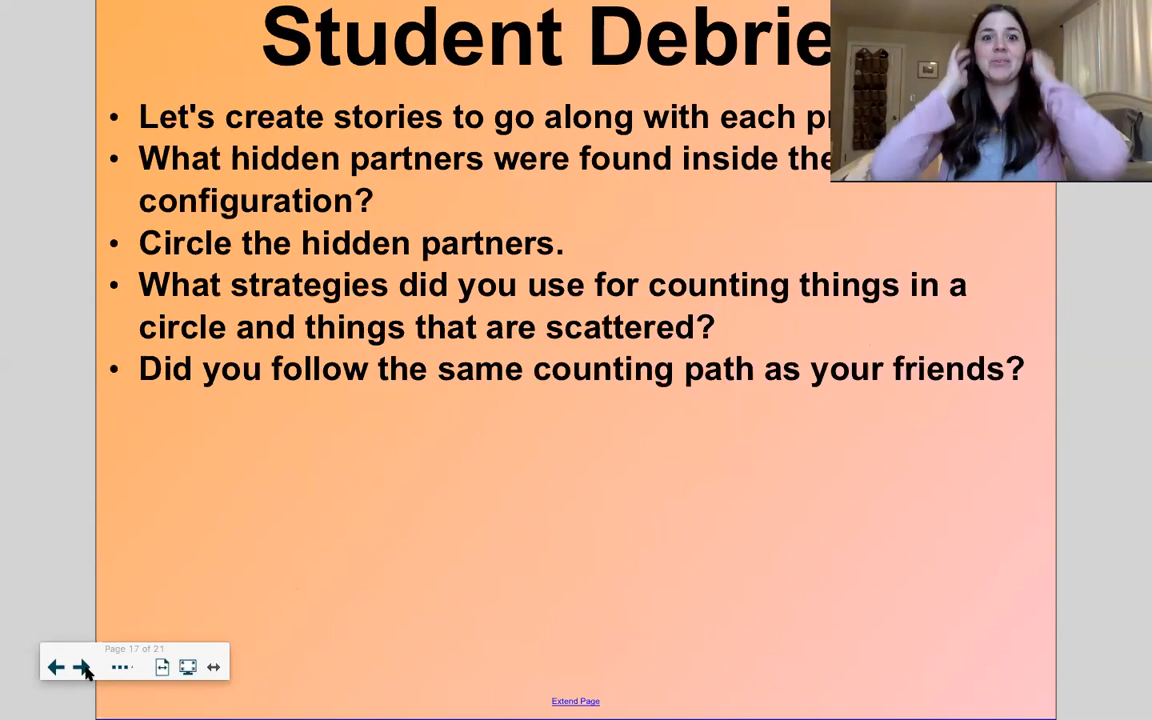 Student Debrie
• Let's create stories to go along with each pr
• What hidden partners were found inside the
configuration?
• Circle the hidden partners.
• What strategies did you use for counting things in a
circle and things that are scattered?
• Did you follow the same counting path as your friends?
Page 17 of 21
Extend Page